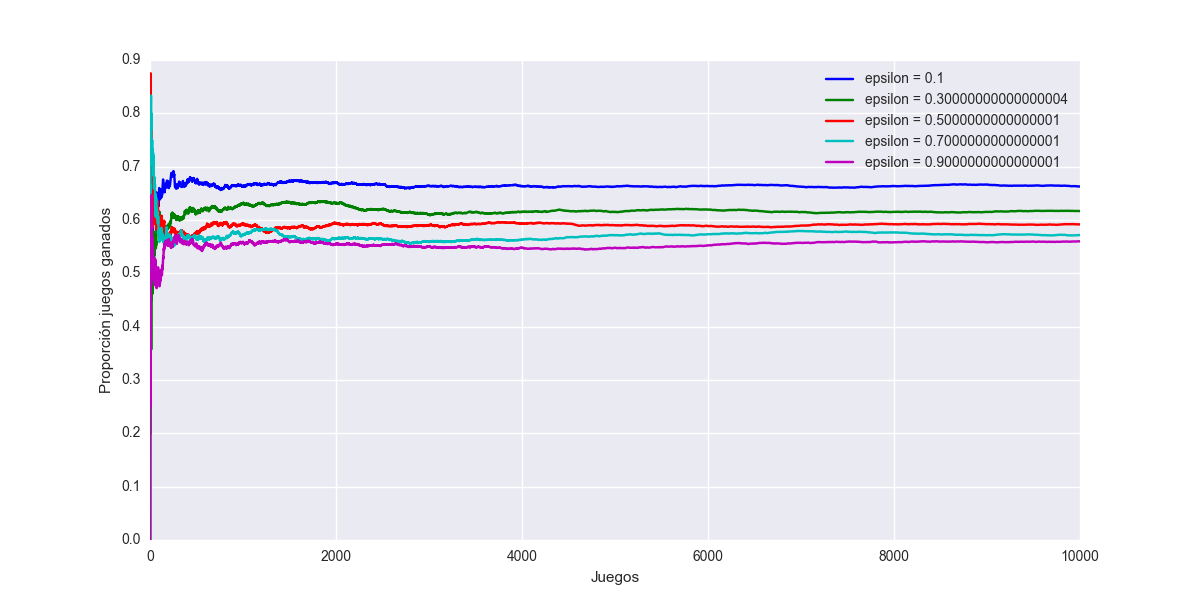 0.9
0.8
0.7
0.6
0.5
0.4
0.3
0.2
0.1
0.0
Proporción juegos ganados
epsilon = 0.1
epsilon = 0.30000000000000004
epsilon = 0.5000000000000001
epsilon = 0.7000000000000001
epsilon = 0.9000000000000001
0 2000 4000 6000 8000 10000
Juegos